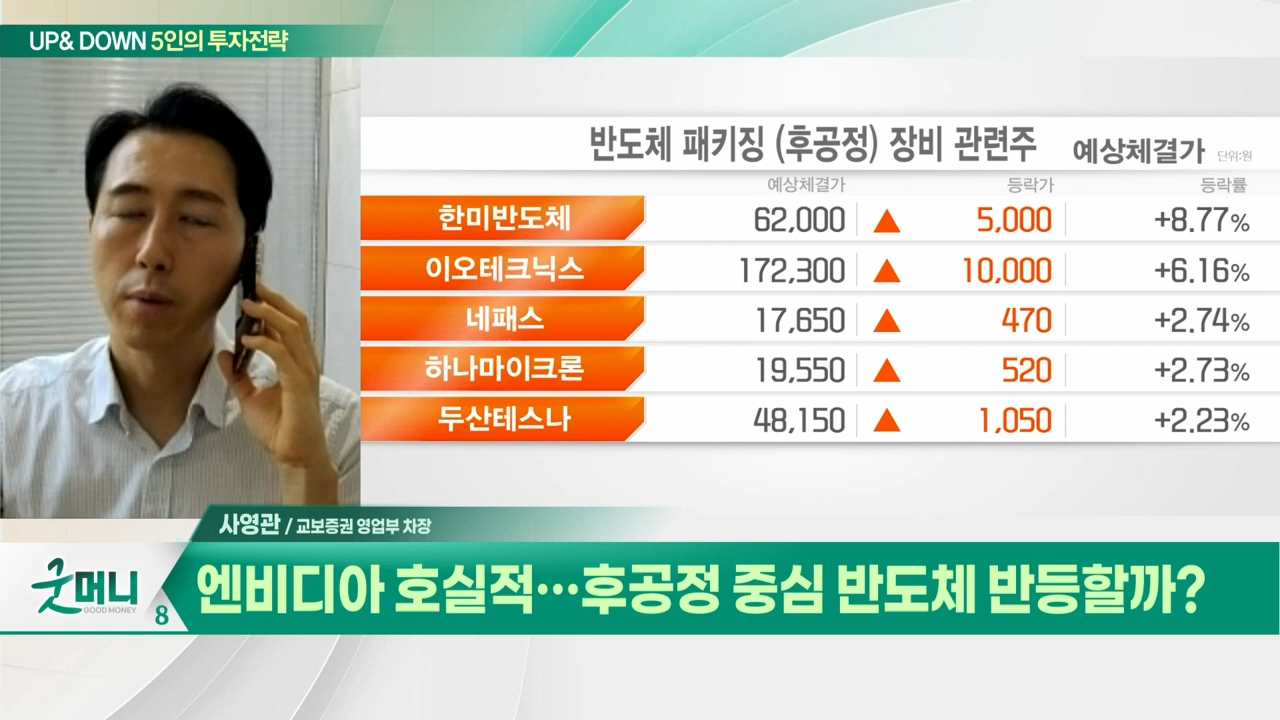 UP& DOWN 5인의 투자전략
반도체 패키징 (후공정) 장비 관련주 예상체결가 단위:원
예상체결가 등락가 등락률
한미반도체 62,000 ▲ 5,000 +8.77%
이오테크닉스 172,300 ▲ 10,000 +6.16%
네패스 17,650 ▲ 470 +2.74%
하나마이크론 19,550 ▲ 520 +2.73%
두산테스나 48,150 ▲ 1,050 +2.23%
사영관 / 교보증권 영업부 차장
굿머니
GOOD MONEY
8
엔비디아 호실적…후공정 중심 반도체 반등할까?